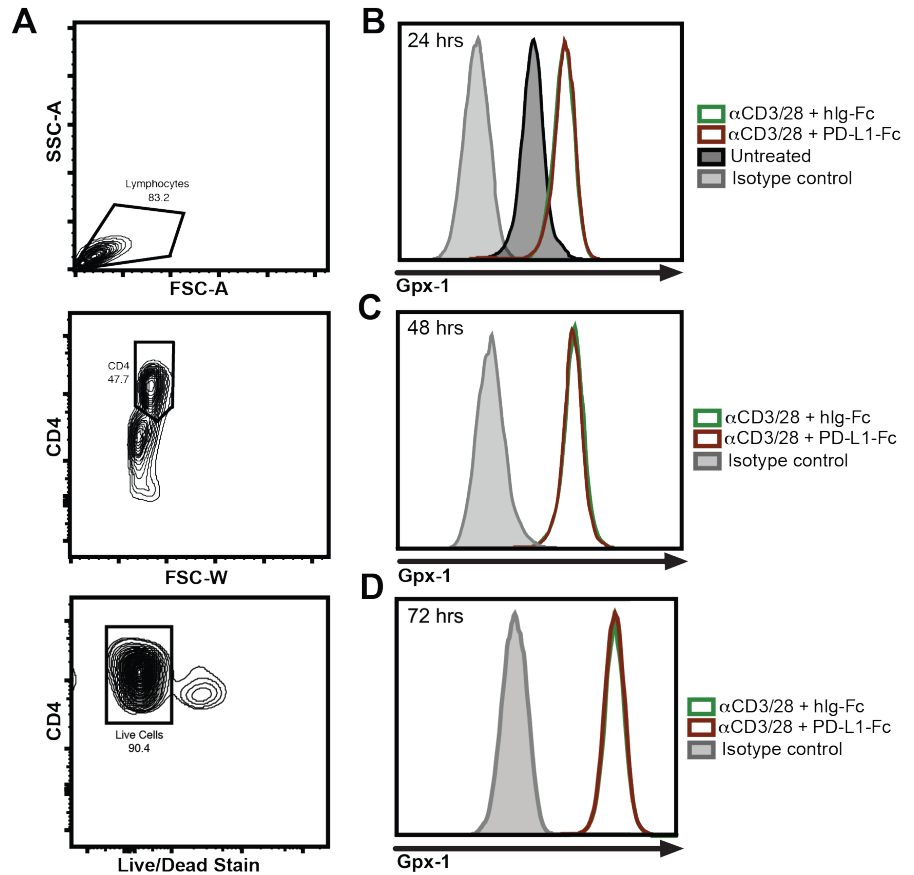 A
SSC-A
Lymphocytes
83.2
FSC-A
CD4
CD4
47.7
FSC-W
CD4
Live Cells
90.4
Live/Dead Stain
B
24 hrs
αCD3/28 + hIg-Fc
αCD3/28 + PD-L1-Fc
Untreated
Isotype control
Gpx-1
C
48 hrs
αCD3/28 + hIg-Fc
αCD3/28 + PD-L1-Fc
Isotype control
Gpx-1
D
72 hrs
αCD3/28 + hIg-Fc
αCD3/28 + PD-L1-Fc
Isotype control
Gpx-1